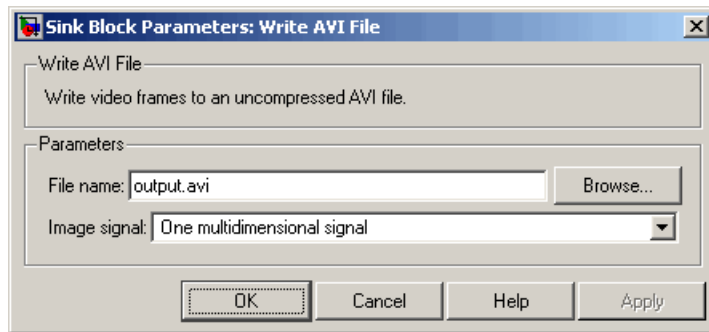 Sink Block Parameters: Write AVI File
Write AVI File
Write video frames to an uncompressed AVI file.
Parameters
File name: output.avi Browse...
Image signal: One multidimensional signal
OK Cancel Help Apply